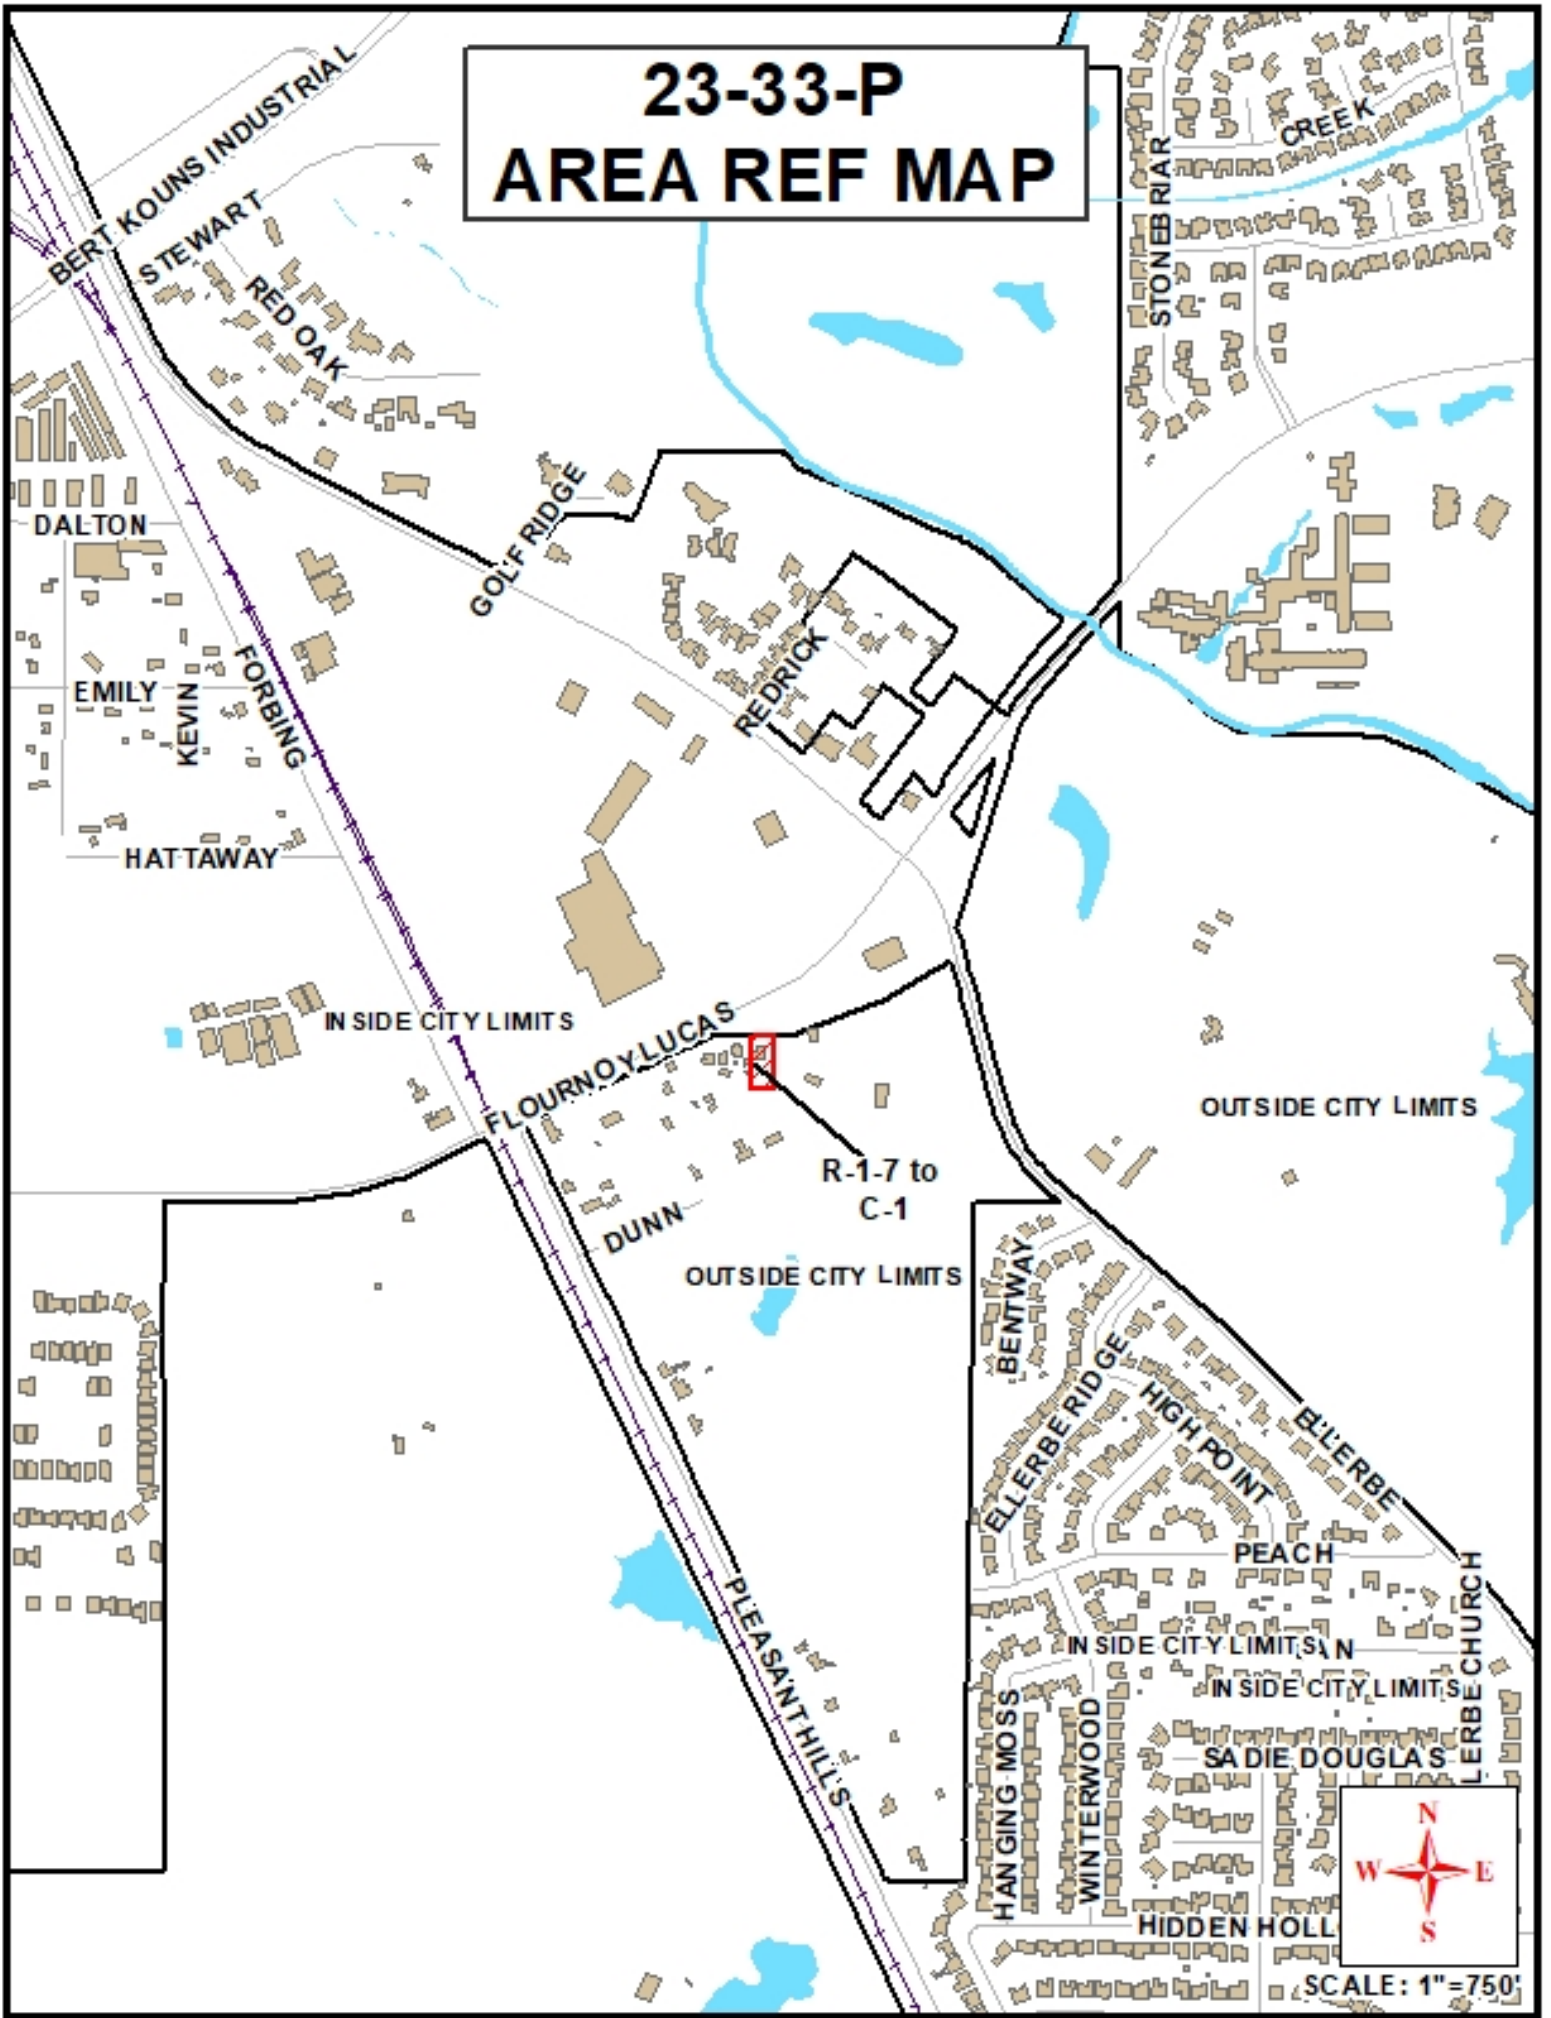 23-33-P
AREA REF MAP
BERT KOUNS INDUSTRIAL
STEWART
RED OAK
CREEK
STONEBRIAR
GOLF RIDGE
DALTON
EMILY
KEVIN
FORBING
REDRICK
HATTAWAY
INSIDE CITY LIMITS
FLOURNOY LUCAS
OUTSIDE CITY LIMITS
R-1-7 to
C-1
DUNN
OUTSIDE CITY LIMITS
BENTWAY
ELLERBE RIDGE
HIGH POINT
ELLERBE
PEACH
PLEASANT HILLS
INSIDE CITY LIMITS
INSIDE CITY LIMITS
LERBE CHURCH
HANGING MOSS
WINTERWOOD
SADIE DOUGLAS
HIDDEN HOLL
N
W
E
S
SCALE: 1"=750'